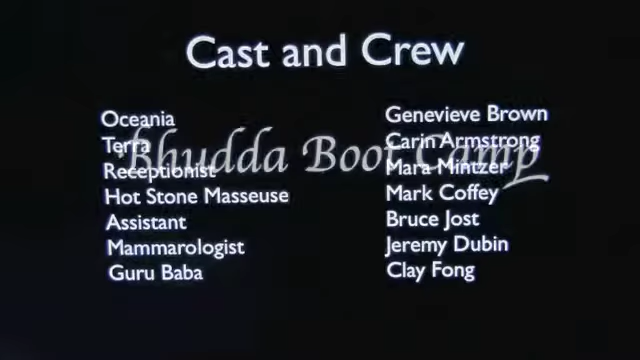 Cast and Crew
Oceania Genevieve Brown
Terra Carin Armstrong
Bhudda Boot Camp
Receptionist Mara Mintzer
Hot Stone Masseuse Mark Coffey
Assistant Bruce Jost
Mammarologist Jeremy Dubin
Guru Baba Clay Fong